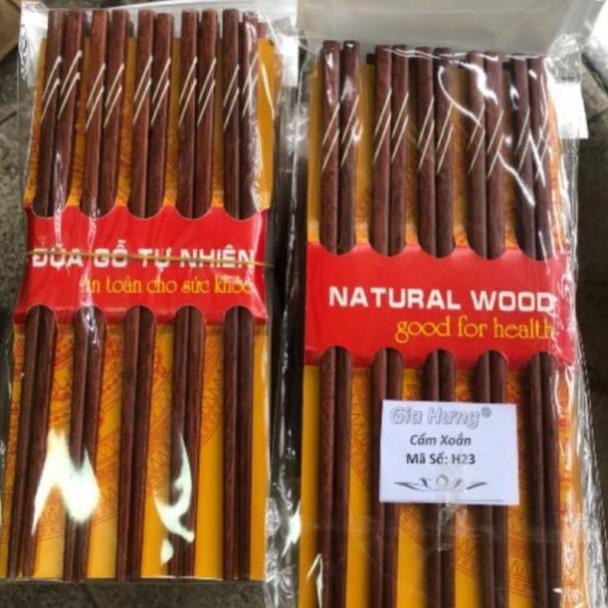 ĐŨA GỖ TỰ NHIÊN
an toàn cho sức khỏe
NATURAL WOOD
good for health
Gia Hưng®
Cẩm Xoắn
Mã Số: H23